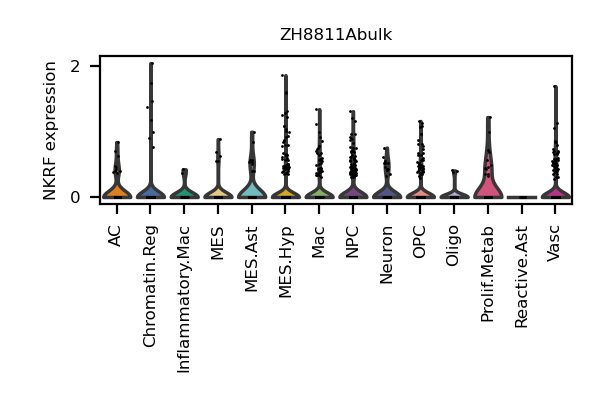 ZH8811Abulk
NKRF expression
2
0
AC
Chromatin.Reg
Inflammatory.Mac
MES
MES.Ast
MES.Hyp
Mac
NPC
Neuron
OPC
Oligo
Prolif.Metab
Reactive.Ast
Vasc